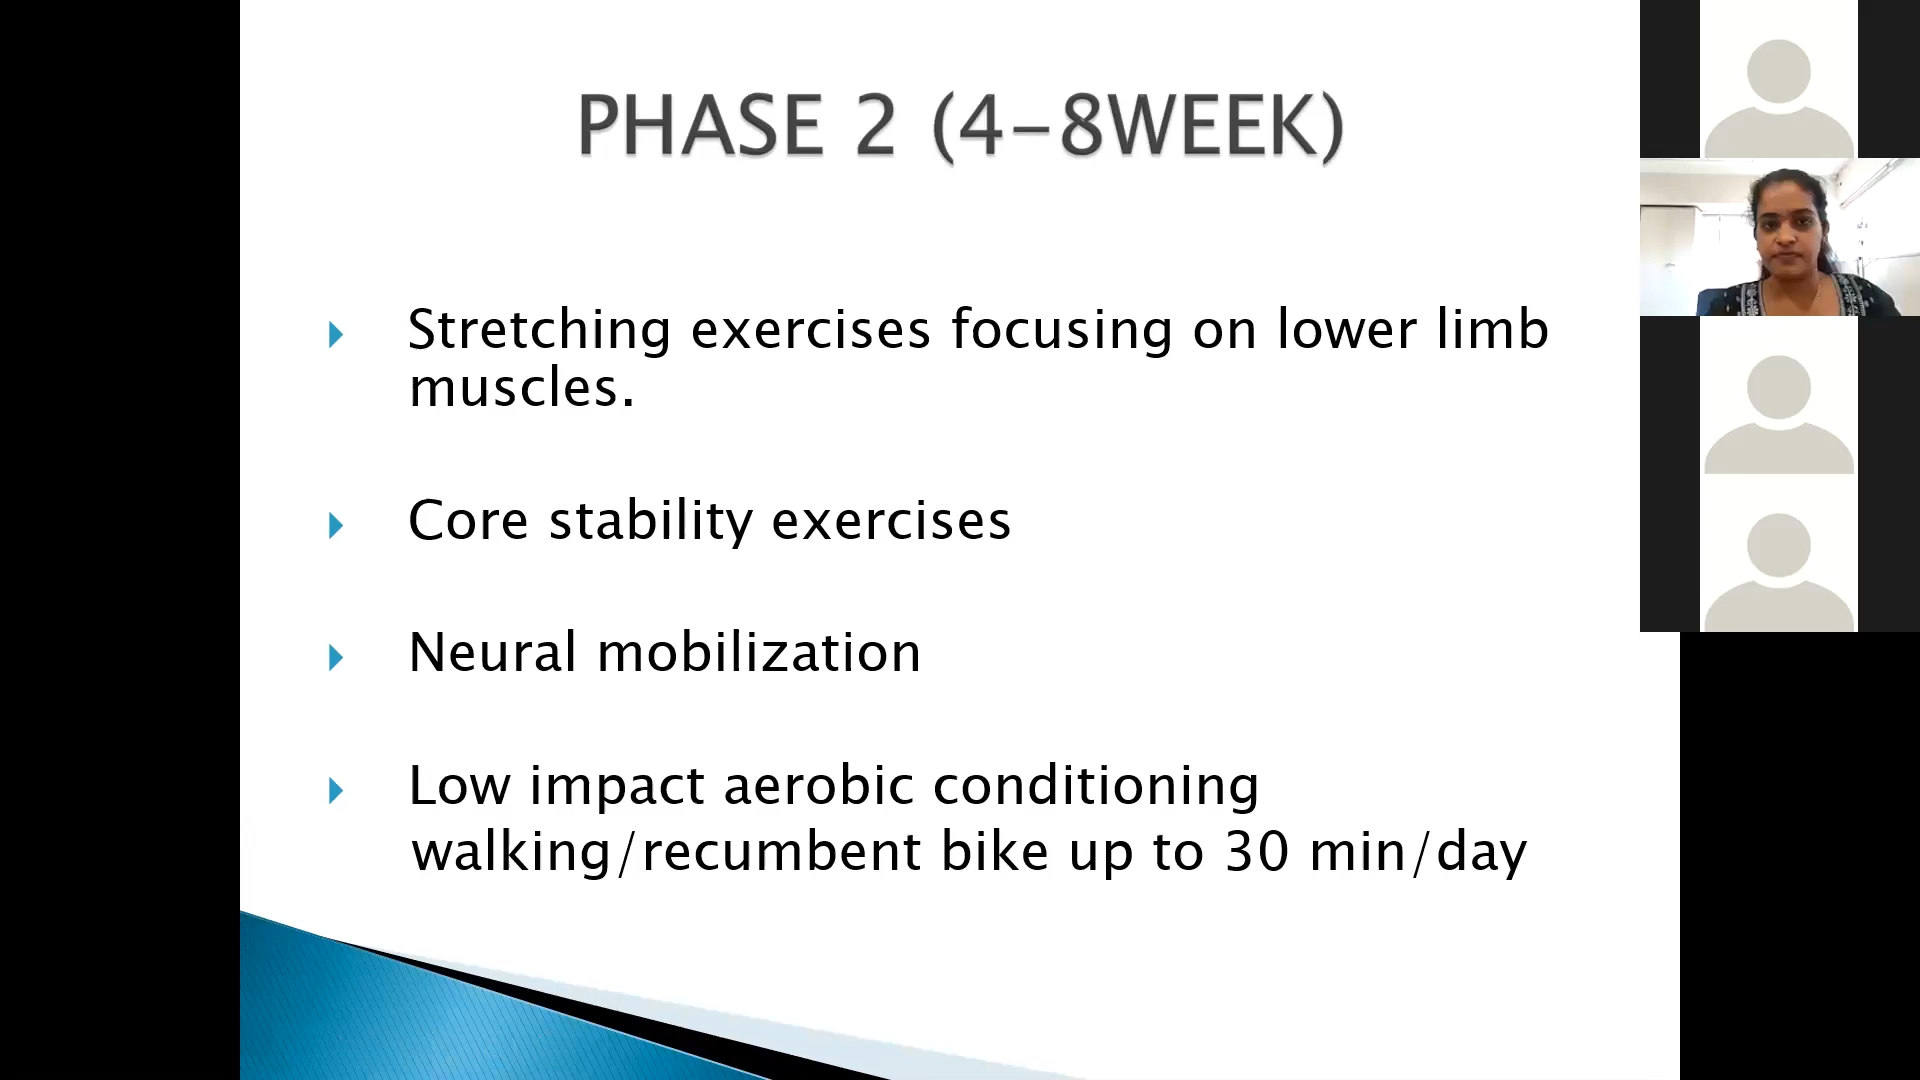 PHASE 2 (4-8WEEK)
Stretching exercises focusing on lower limb
muscles.
Core stability exercises
Neural mobilization
Low impact aerobic conditioning
walking/recumbent bike up to 30 min/day